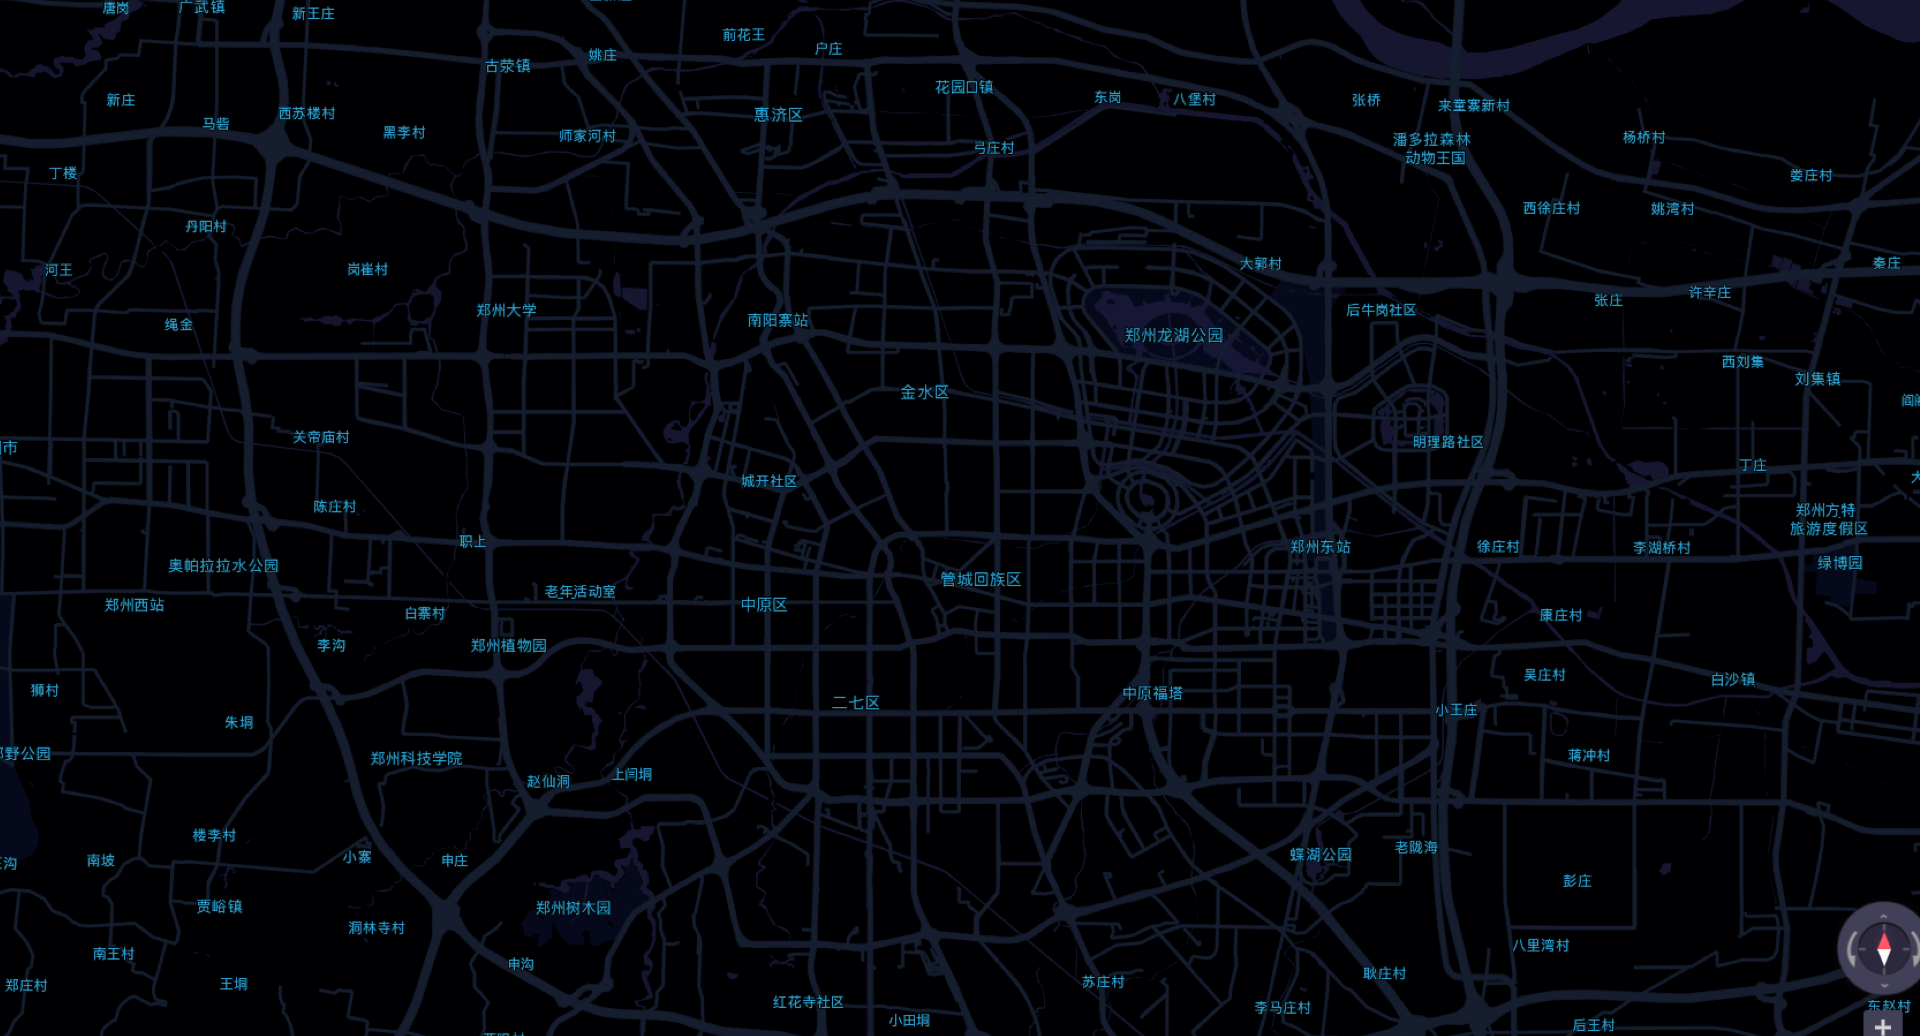 唐岗
广武镇
新王庄
前花王
户庄
姚庄
古荥镇
花园口镇
东岗
八堡村
张桥
来童寨新村
新庄
西苏楼村
马砦
黑李村
师家河村
惠济区
弓庄村
潘多拉森林
动物王国
杨桥村
娄庄村
丁楼
丹阳村
西徐庄村
姚湾村
河王
岗崔村
大郭村
秦庄
张庄
许辛庄
郑州大学
南阳寨站
后牛岗社区
绳金
郑州龙湖公园
西刘集
刘集镇
金水区
关帝庙村
明理路社区
市
丁庄
城开社区
陈庄村
郑州方特
旅游度假区
职上
郑州东站
徐庄村
李湖桥村
奥帕拉拉水公园
绿博园
管城回族区
老年活动室
郑州西站
白寨村
中原区
康庄村
李沟
郑州植物园
吴庄村
白沙镇
狮村
中原福塔
二七区
小王庄
朱垌
野公园
郑州科技学院
蒋冲村
赵仙洞
上闫垌
楼李村
小寨
申庄
南坡
沟
蝶湖公园
老陇海
彭庄
贾峪镇
郑州树木园
洞林寺村
南王村
八里湾村
申沟
郑庄村
王垌
苏庄村
耿庄村
红花寺社区
李马庄村
东赵村
小田垌
后王村